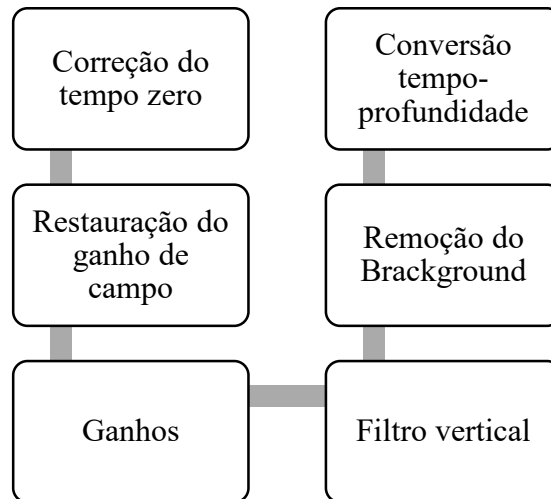 Correção do
tempo zero
Restauração do
ganho de
campo
Ganhos
Filtro vertical
Remoção do
Brackground
Conversão
tempo-
profundidade